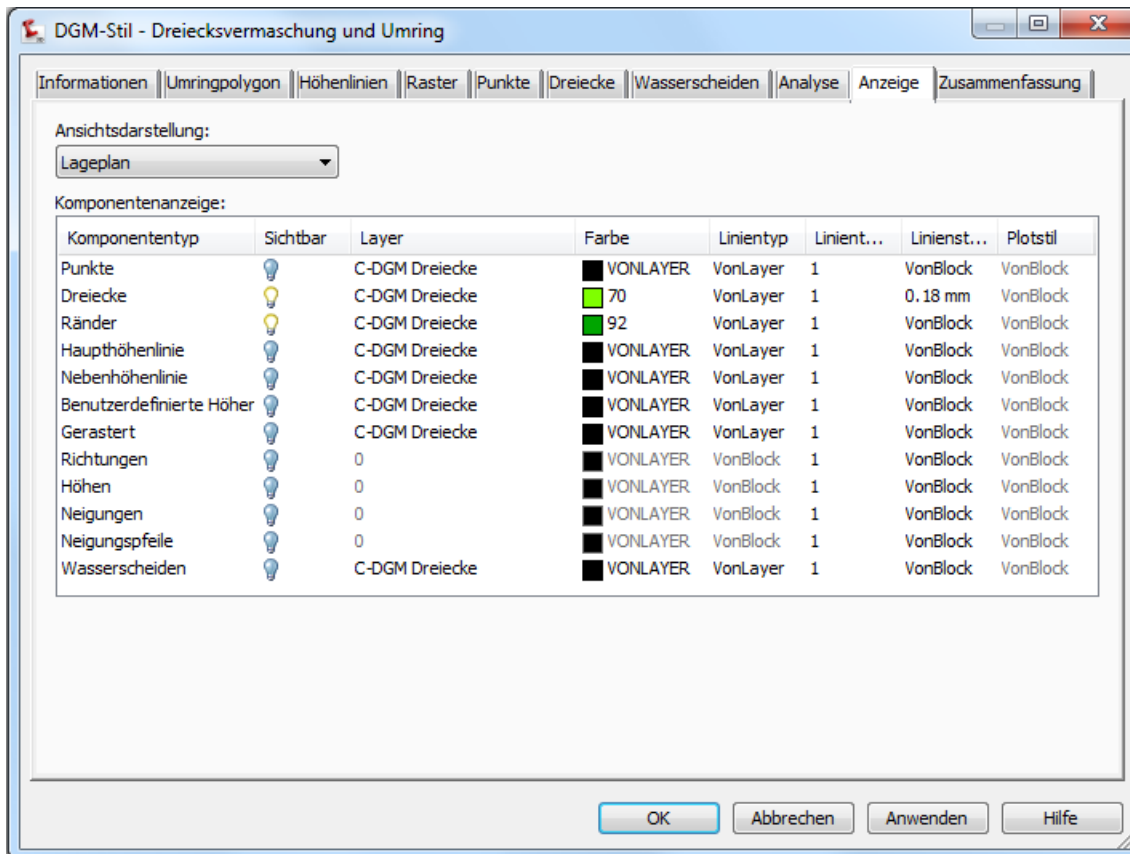 DGM-Stil - Dreiecksvermaschung und Umring
Informationen Umringpolygon Höhenlinien Raster Punkte Dreiecke Wasserscheiden Analyse Anzeige Zusammenfassung
Ansichtsdarstellung:
Lageplan
Komponentenanzeige:
Komponententyp Sichtbar Layer Farbe Linientyp Linient... Linienst... Plotstil
Punkte C-DGM Dreiecke VONLAYER VonLayer 1 VonBlock VonBlock
Dreiecke C-DGM Dreiecke 70 VonLayer 1 0.18 mm VonBlock
Ränder C-DGM Dreiecke 92 VonLayer 1 VonBlock VonBlock
Haupthöhenlinie C-DGM Dreiecke VONLAYER VonLayer 1 VonBlock VonBlock
Nebenhöhenlinie C-DGM Dreiecke VONLAYER VonLayer 1 VonBlock VonBlock
Benutzerdefinierte Höher C-DGM Dreiecke VONLAYER VonLayer 1 VonBlock VonBlock
Gerastert C-DGM Dreiecke VONLAYER VonLayer 1 VonBlock VonBlock
Richtungen 0 VONLAYER VonBlock 1 VonBlock VonBlock
Höhen 0 VONLAYER VonBlock 1 VonBlock VonBlock
Neigungen 0 VONLAYER VonBlock 1 VonBlock VonBlock
Neigungspfeile 0 VONLAYER VonBlock 1 VonBlock VonBlock
Wasserscheiden C-DGM Dreiecke VONLAYER VonLayer 1 VonBlock VonBlock
OK Abbrechen Anwenden Hilfe